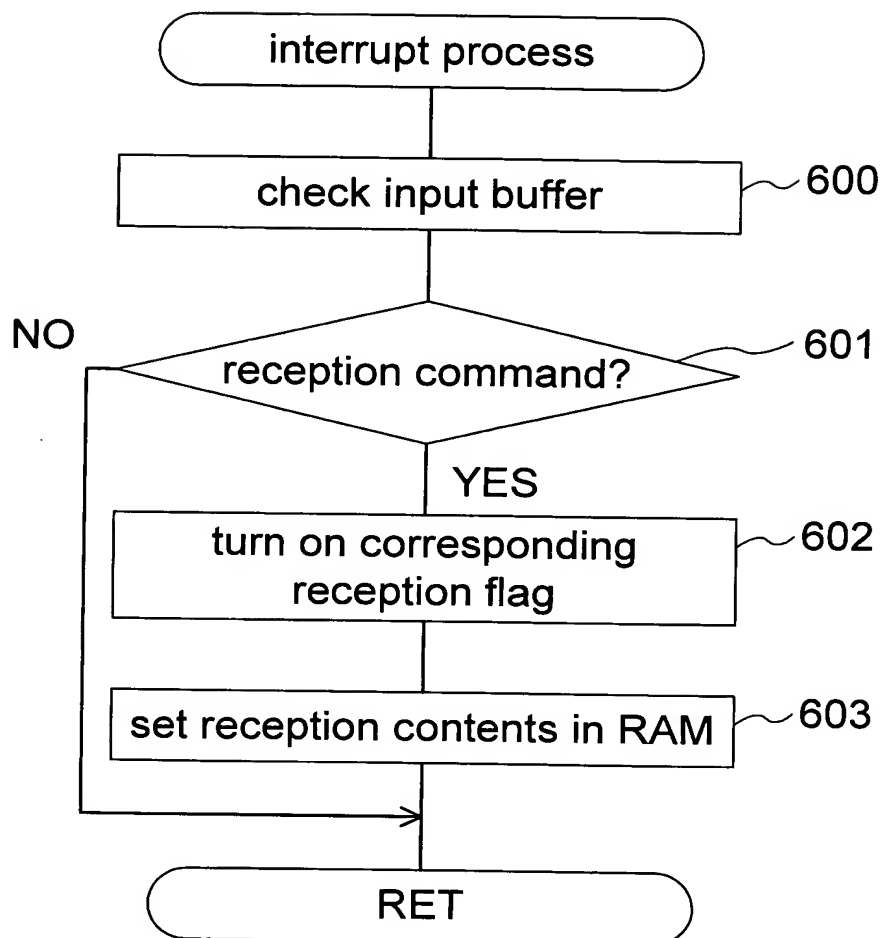 interrupt process
check input buffer
600
NO
reception command?
601
YES
turn on corresponding
reception flag
602
set reception contents in RAM
603
RET